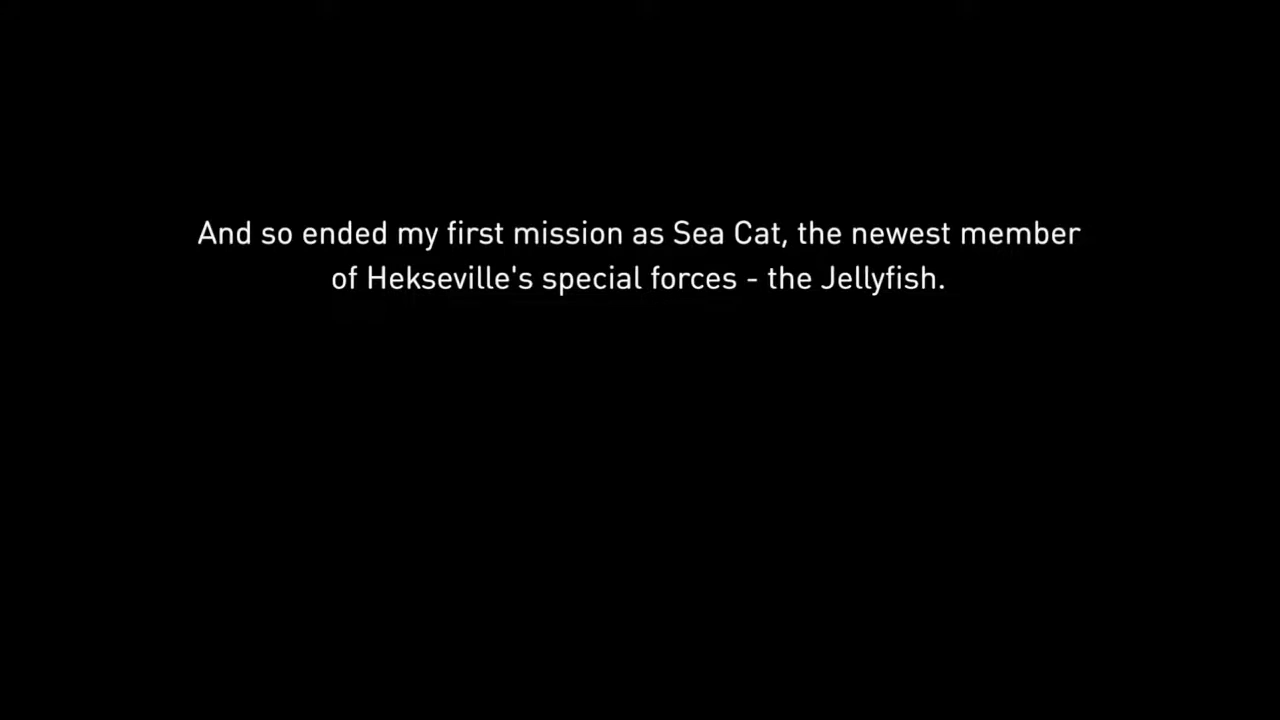 And so ended my first mission as Sea Cat, the newest member
of Hekseville's special forces - the Jellyfish.